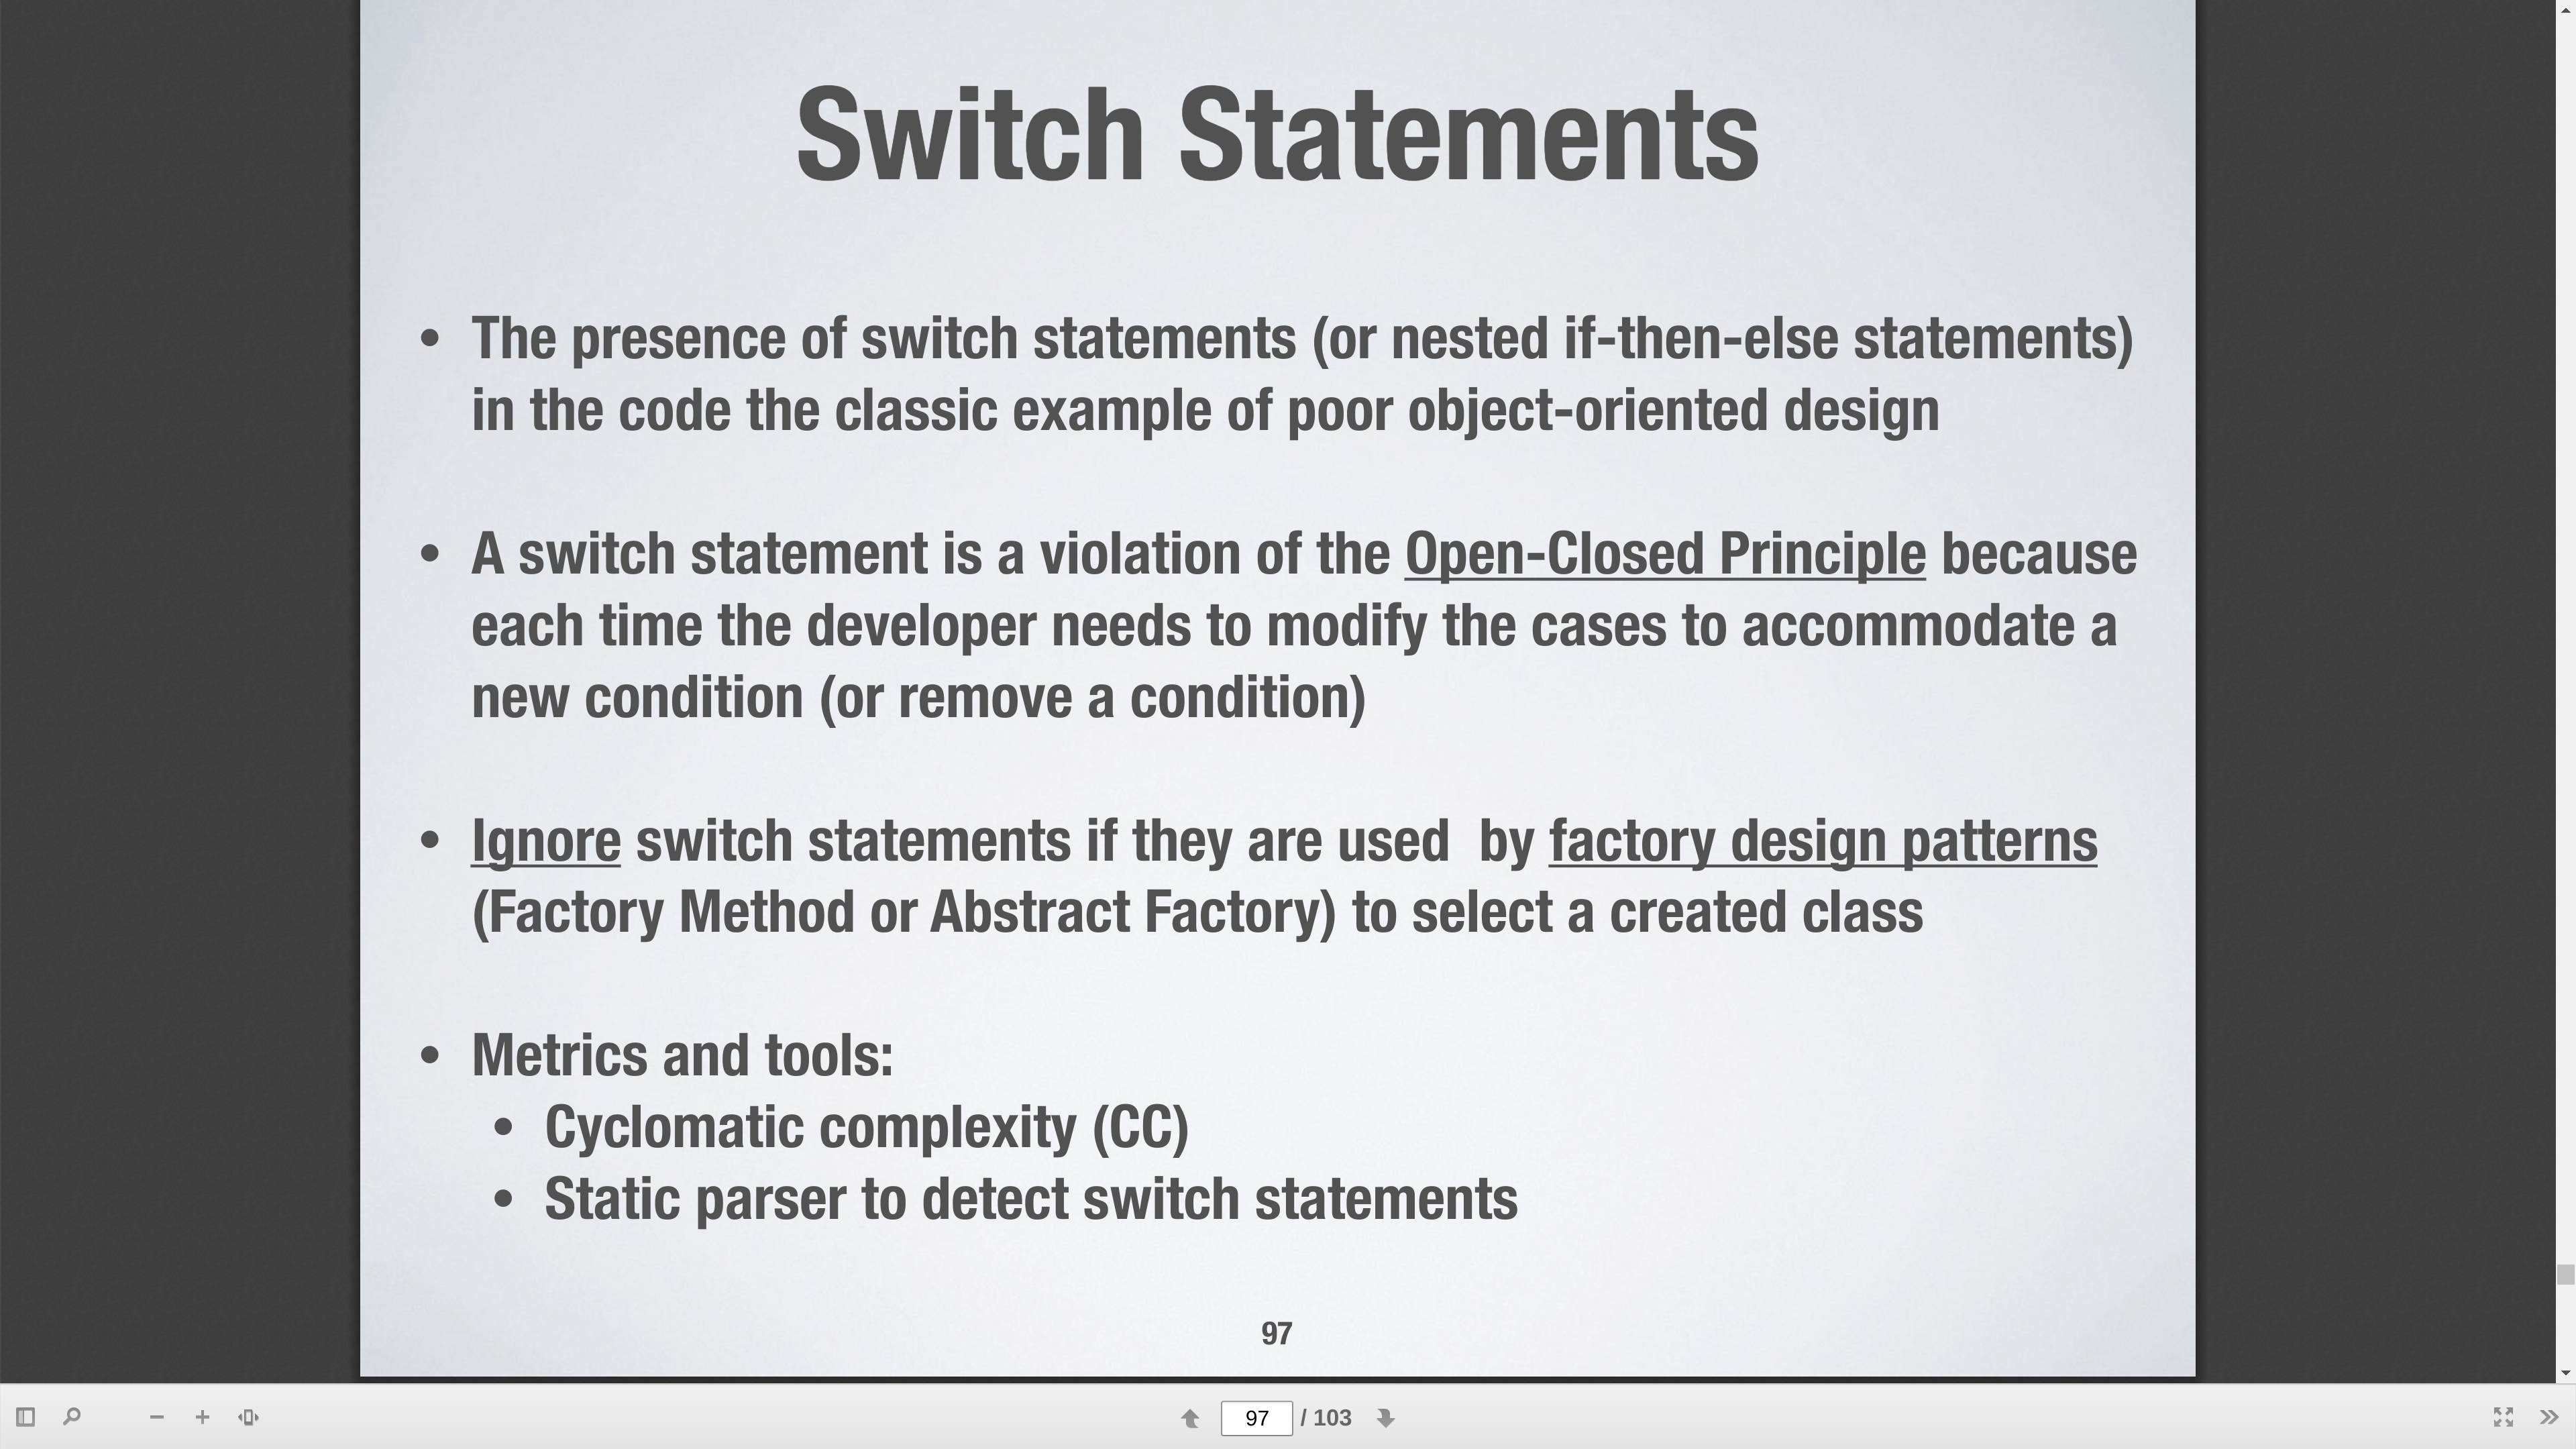 Switch Statements
• The presence of switch statements (or nested if-then-else statements)
in the code the classic example of poor object-oriented design
• A switch statement is a violation of the Open-Closed Principle because
each time the developer needs to modify the cases to accommodate a
new condition (or remove a condition)
• Ignore switch statements if they are used  by factory design patterns
(Factory Method or Abstract Factory) to select a created class
• Metrics and tools:
• Cyclomatic complexity (CC)
• Static parser to detect switch statements
97
97 / 103